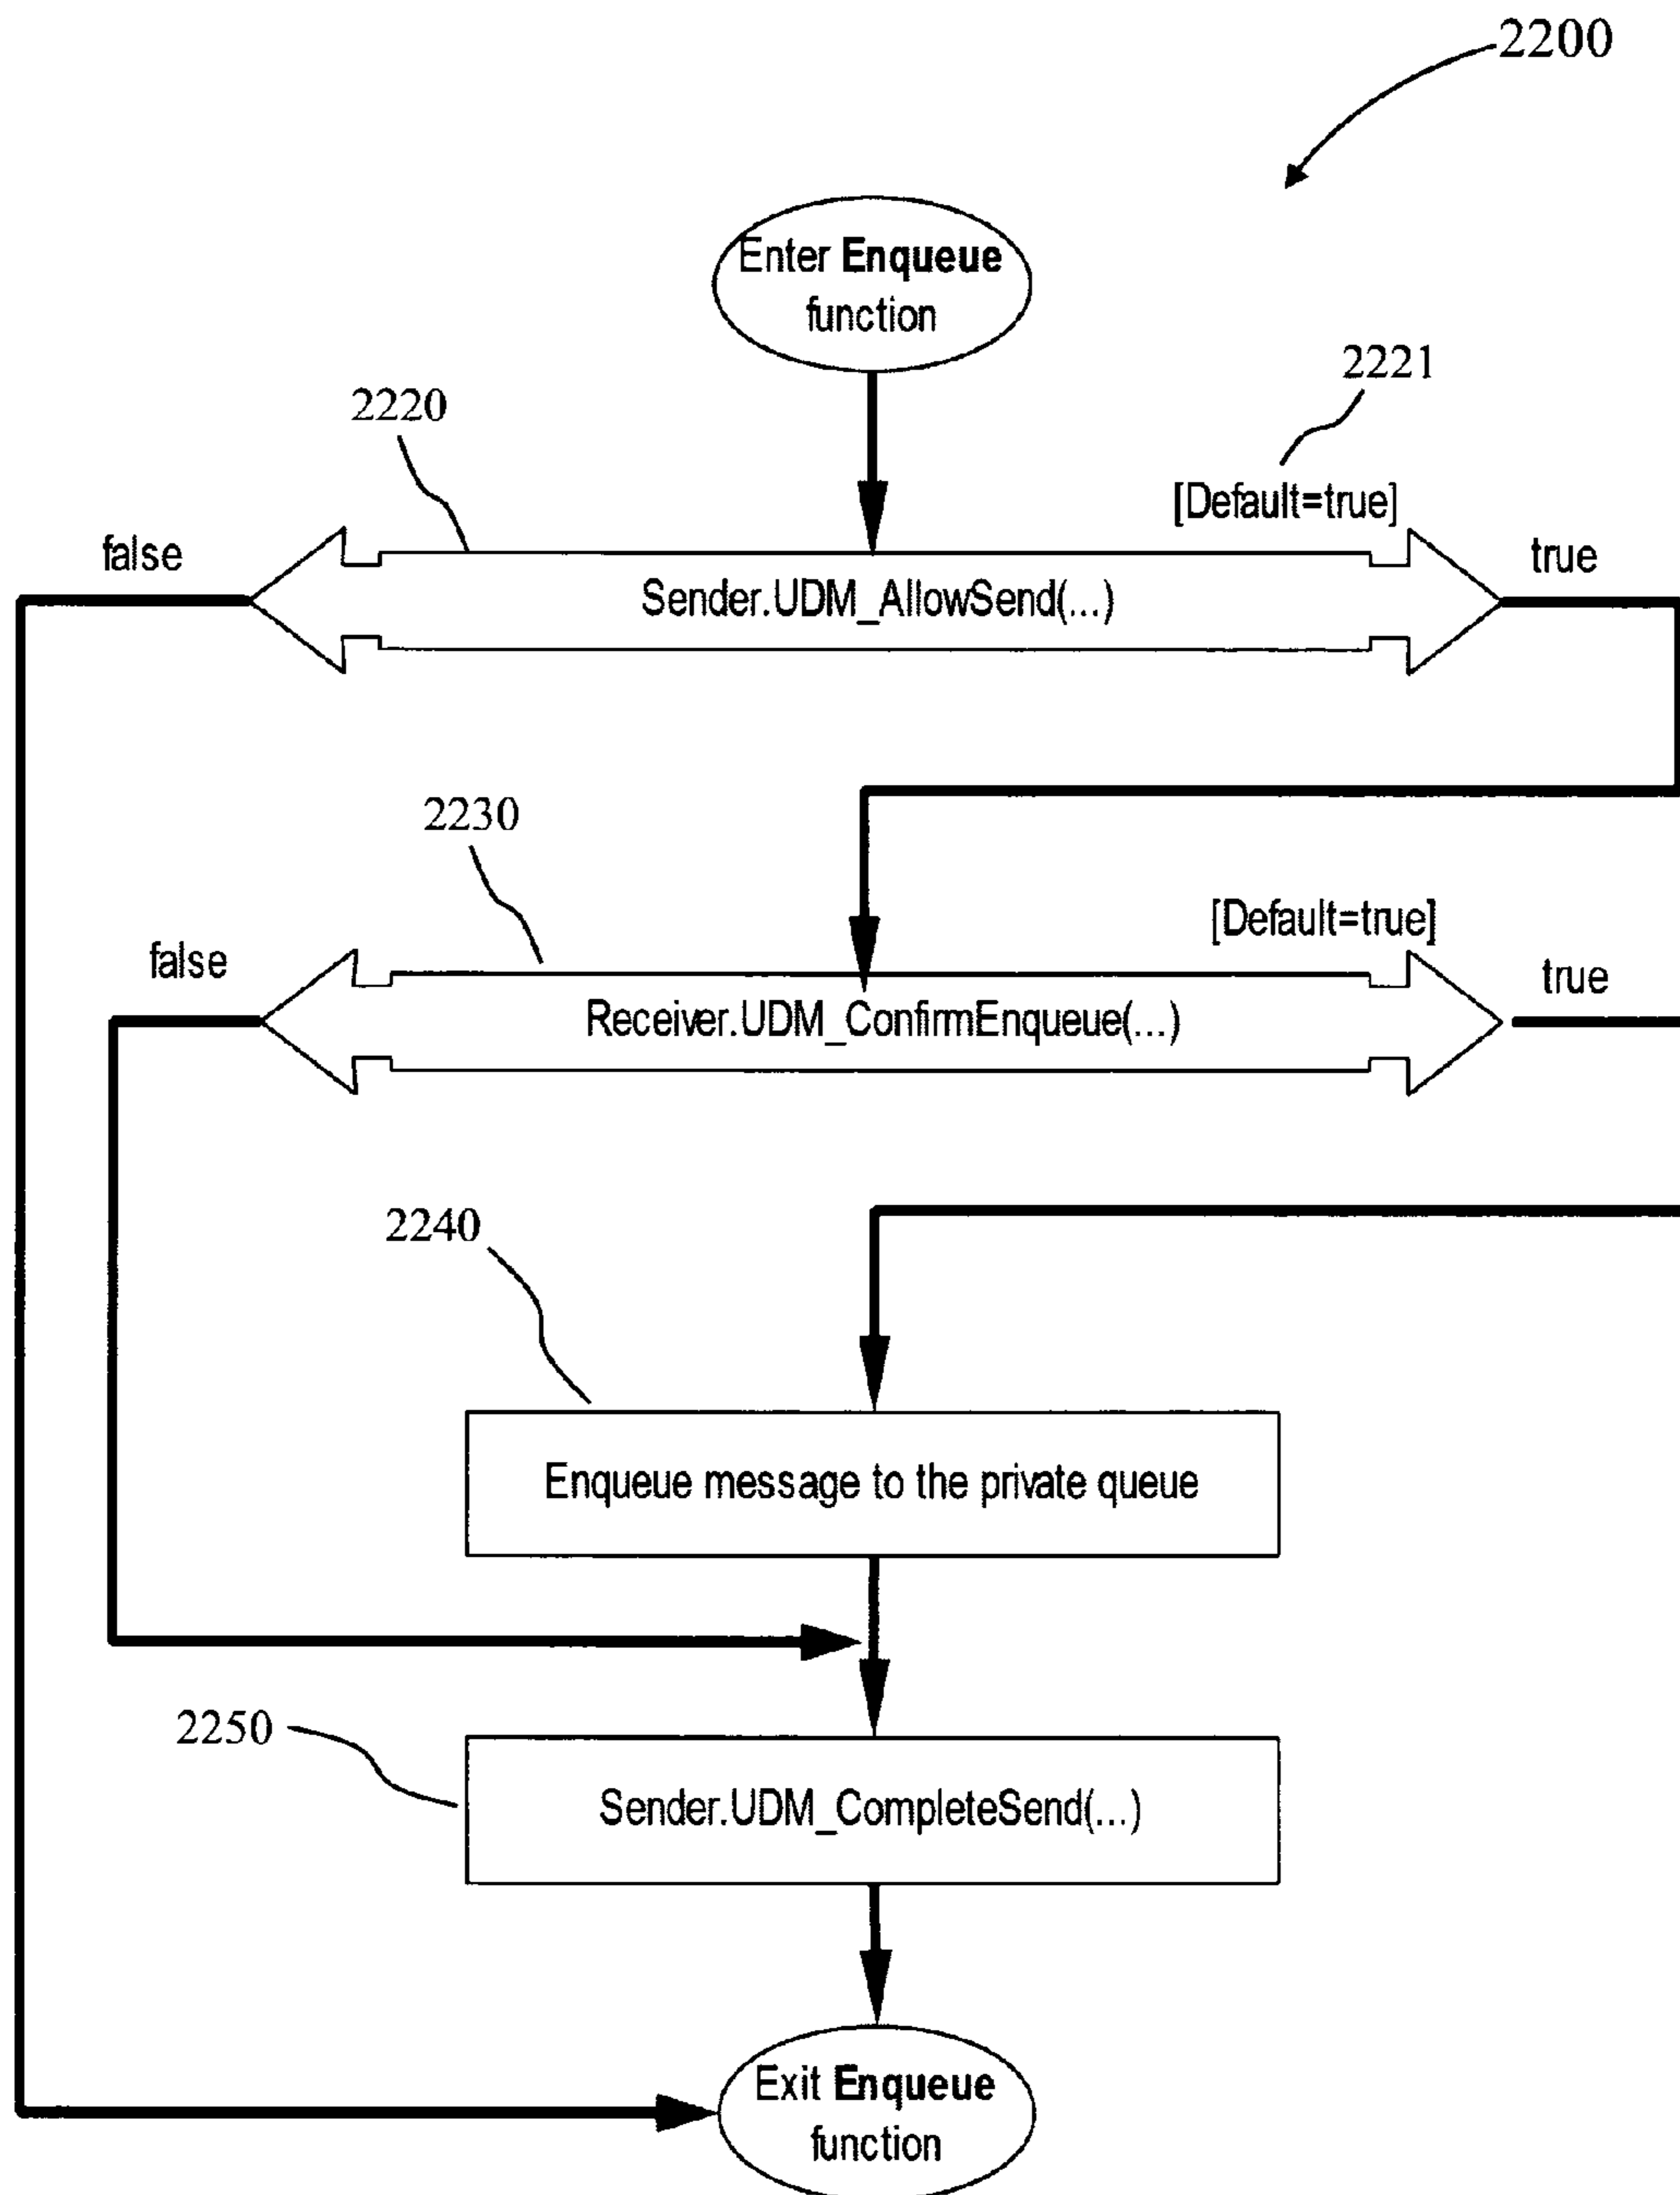 2200
Enter Enqueue
function
2221
2220
[Default=true]
false
true
Sender.UDM_AllowSend(...)
2230
[Default=true]
false
true
Receiver.UDM_ConfirmEnqueue(...)
2240
Enqueue message to the private queue
2250
Sender.UDM_CompleteSend(...)
Exit Enqueue
function